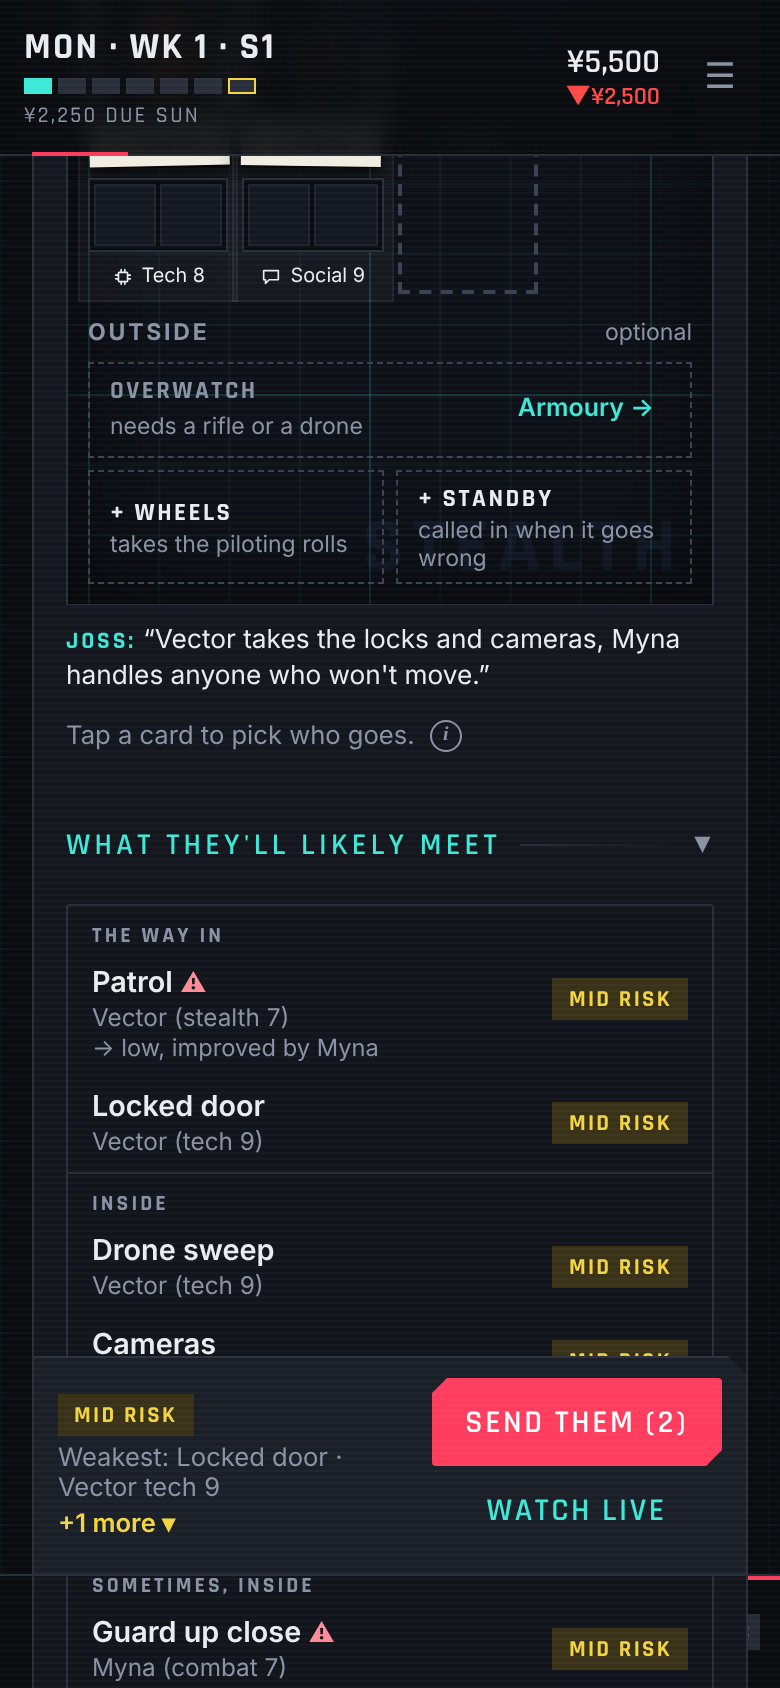 MON · WK 1 · S1
¥2,250 DUE SUN
¥5,500
▼¥2,500
☰
Tech 8
Social 9
OUTSIDE
optional
OVERWATCH
needs a rifle or a drone
Armoury →
+ WHEELS
takes the piloting rolls
+ STANDBY
called in when it goes
wrong
STEALTH
JOSS: “Vector takes the locks and cameras, Myna
handles anyone who won't move.”
Tap a card to pick who goes. i
WHAT THEY'LL LIKELY MEET ▼
THE WAY IN
Patrol
Vector (stealth 7)
→ low, improved by Myna
MID RISK
Locked door
Vector (tech 9)
MID RISK
INSIDE
Drone sweep
Vector (tech 9)
MID RISK
Cameras
MID RISK
Weakest: Locked door ·
Vector tech 9
+1 more ▾
SEND THEM (2)
WATCH LIVE
SOMETIMES, INSIDE
Guard up close
Myna (combat 7)
MID RISK